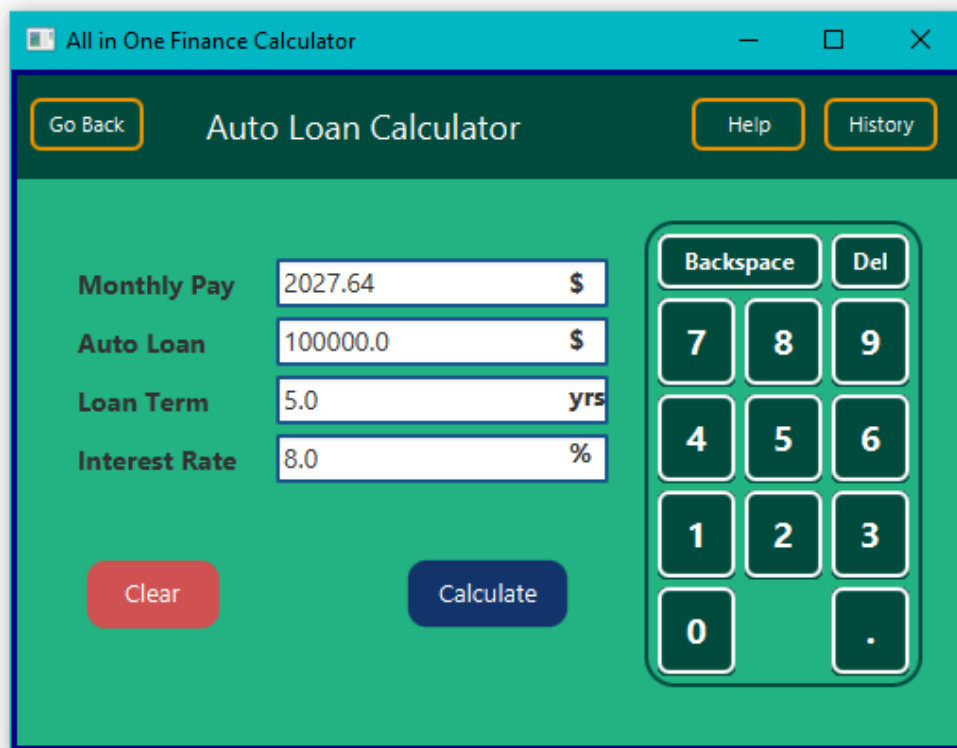 All in One Finance Calculator
Go Back Auto Loan Calculator Help History
Monthly Pay 2027.64 $
Auto Loan 100000.0 $
Loan Term 5.0 yrs
Interest Rate 8.0 %
Clear Calculate
Backspace Del
7 8 9
4 5 6
1 2 3
0 .